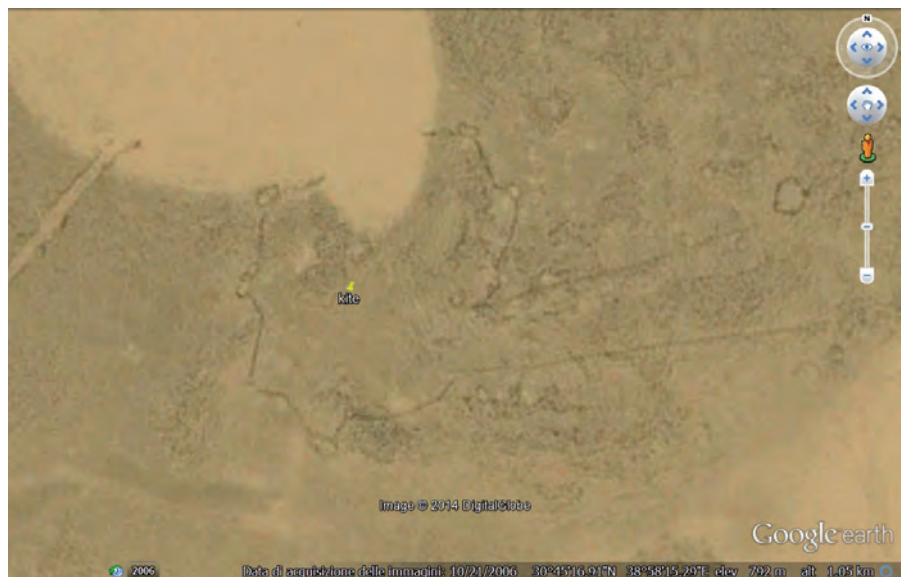 N
kite
Image © 2014 DigitalGlobe
Google earth
2006 Data di acquisizione delle immagini: 10/21/2006 30°45'16.91"N 38°58'15.29"E elev 792 m alt 1.05 km